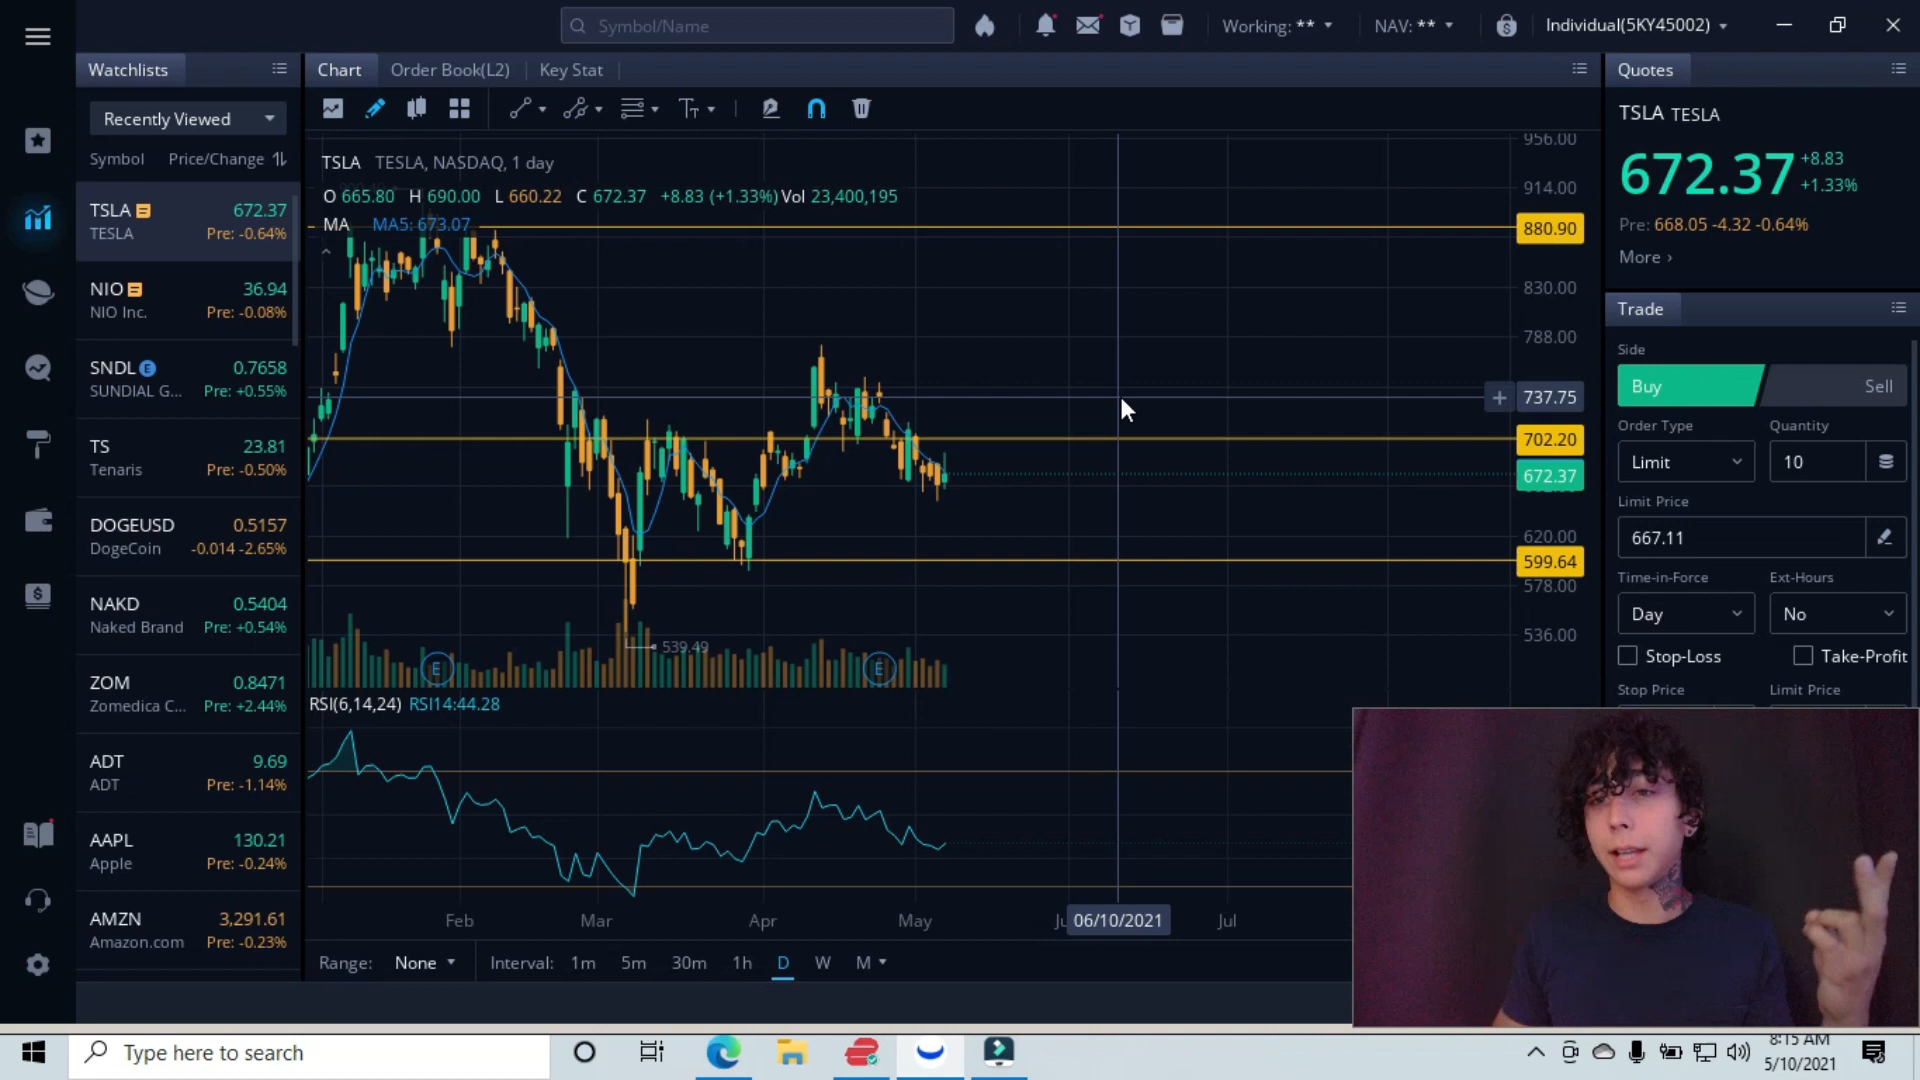 Symbol/Name
Working: **
NAV: **
Individual(5KY45002)
Watchlists
Chart
Order Book(L2)
Key Stat
Quotes
Recently Viewed
Symbol
Price/Change
TSLA
672.37
TESLA
Pre: -0.64%
NIO
36.94
NIO Inc.
Pre: -0.08%
SNDL E
0.7658
SUNDIAL G...
Pre: +0.55%
TS
23.81
Tenaris
Pre: -0.50%
DOGEUSD
0.5157
DogeCoin
-0.014 -2.65%
NAKD
0.5404
Naked Brand
Pre: +0.54%
ZOM
0.8471
Zomedica C...
Pre: +2.44%
ADT
9.69
ADT
Pre: -1.14%
AAPL
130.21
Apple
Pre: -0.24%
AMZN
3,291.61
Amazon.com
Pre: -0.23%
Tт
TSLA TESLA, NASDAQ, 1 day
O 665.80 H 690.00 L 660.22 C 672.37 +8.83 (+1.33%) Vol 23,400,195
MA MA5: 673.07
956.00
914.00
880.90
830.00
788.00
737.75
702.20
672.37
620.00
599.64
578.00
536.00
539.49
E
E
RSI(6,14,24) RSI14:44.28
Feb
Mar
Apr
May
06/10/2021
Jul
Range: None
Interval: 1m 5m 30m 1h D W M
TSLA TESLA
672.37
+8.83
+1.33%
Pre: 668.05 -4.32 -0.64%
More ›
Trade
Side
Buy
Sell
Order Type
Quantity
Limit
10
Limit Price
667.11
Time-in-Force
Ext-Hours
Day
No
Stop-Loss
Take-Profit
Stop Price
Limit Price
Type here to search
8:15 AM
5/10/2021